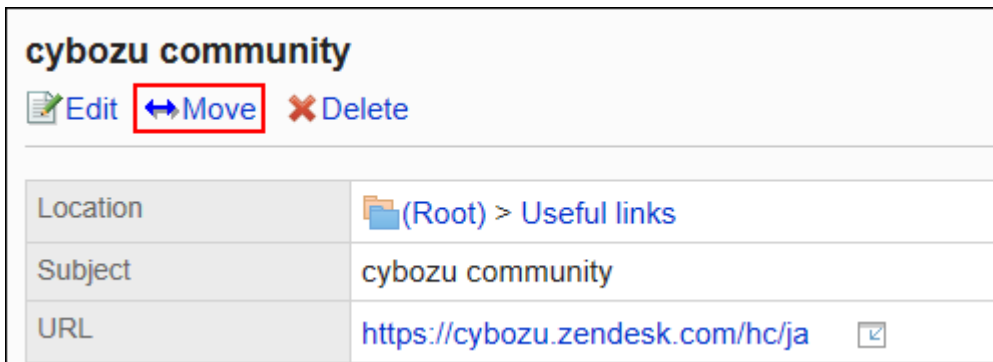 cybozu community
Edit Move Delete
Location (Root) > Useful links
Subject cybozu community
URL https://cybozu.zendesk.com/hc/ja